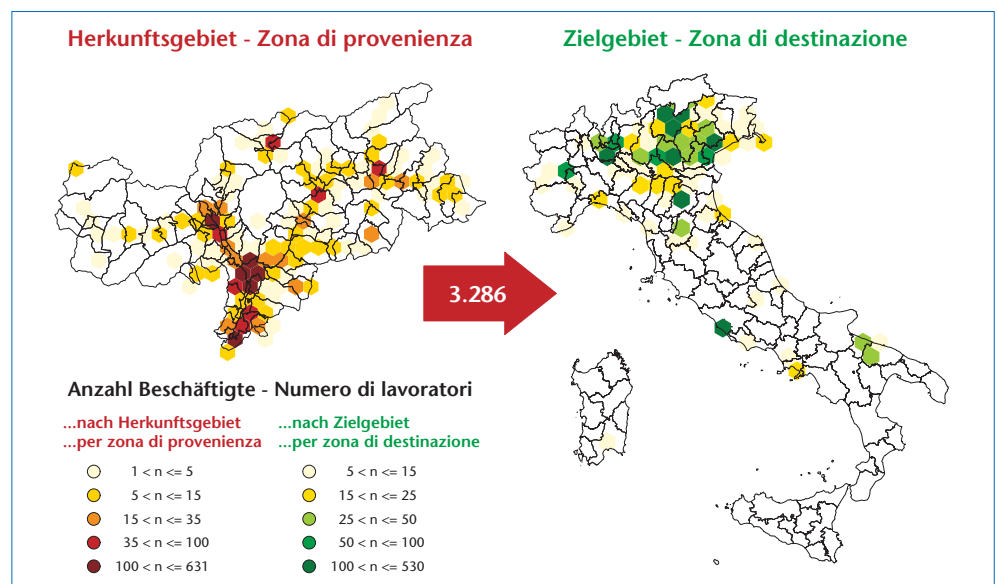 Herkunftsgebiet - Zona di provenienza
Zielgebiet - Zona di destinazione
3.286
Anzahl Beschäftigte - Numero di lavoratori
...nach Herkunftsgebiet
...per zona di provenienza
1 < n <= 5
5 < n <= 15
15 < n <= 35
35 < n <= 100
100 < n <= 631
...nach Zielgebiet
...per zona di destinazione
5 < n <= 15
15 < n <= 25
25 < n <= 50
50 < n <= 100
100 < n <= 530